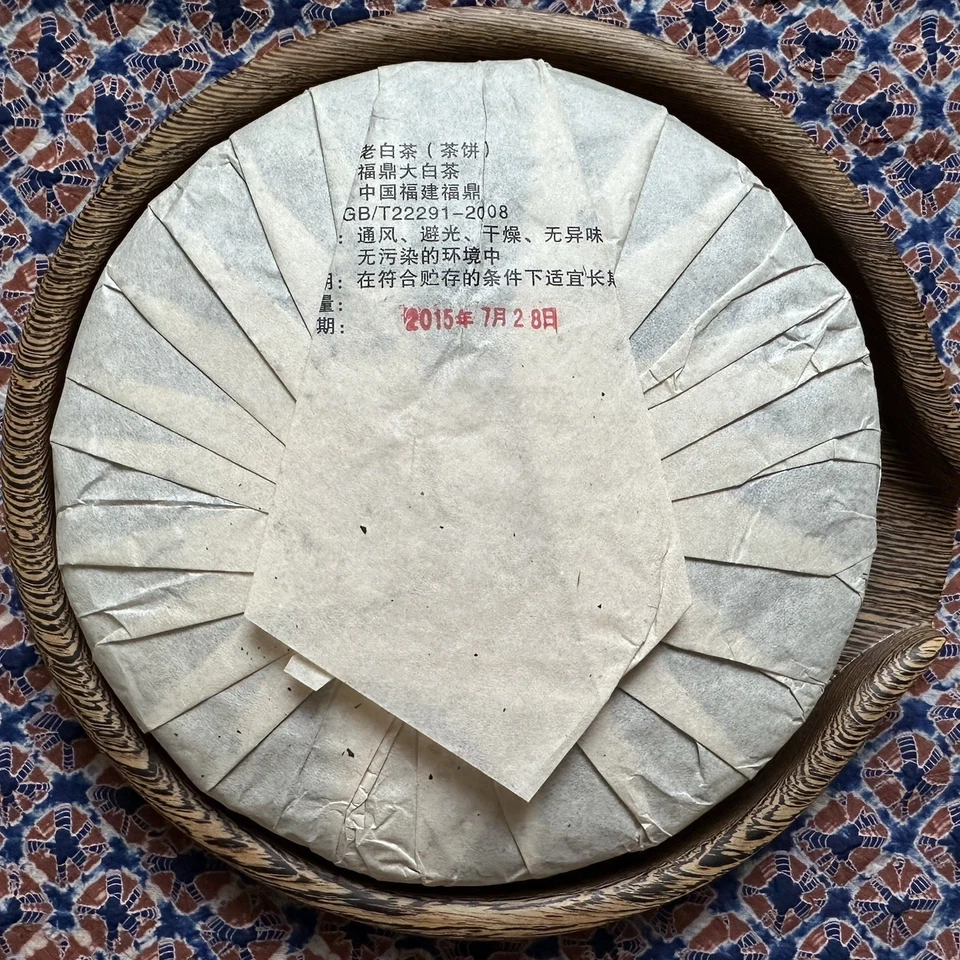 老白茶（茶饼）
福鼎大白茶
中国福建福鼎
GB/T22291-2008
：通风、避光、干燥、无异味
无污染的环境中
：在符合贮存的条件下适宜长期
量：
期： 2015年 7月28日